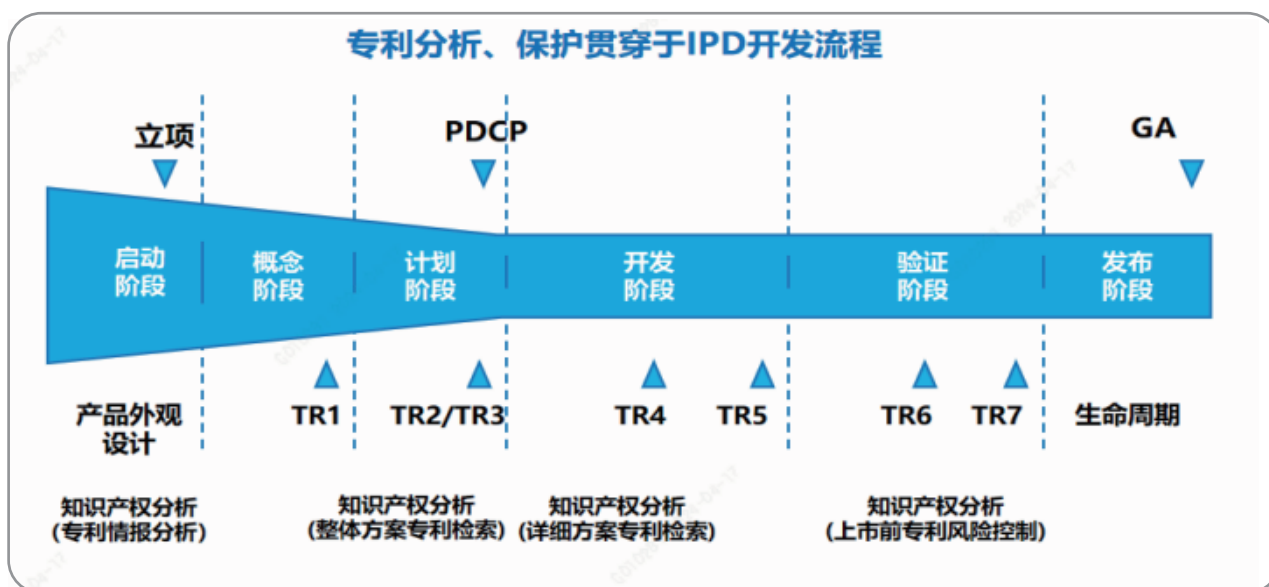 专利分析、保护贯穿于IPD开发流程
立项
PDCP
GA
启动
阶段
概念
阶段
计划
阶段
开发
阶段
验证
阶段
发布
阶段
产品外观
设计
TR1
TR2/TR3
TR4
TR5
TR6
TR7
生命周期
知识产权分析
(专利情报分析)
知识产权分析
(整体方案专利检索)
知识产权分析
(详细方案专利检索)
知识产权分析
(上市前专利风险控制)